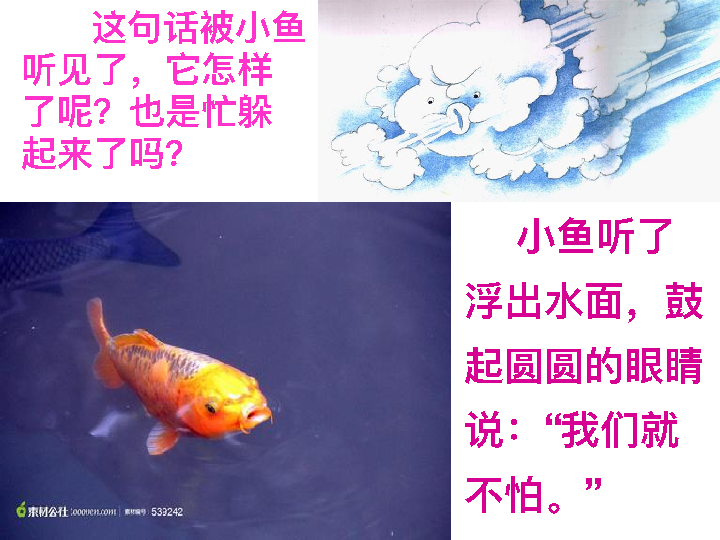 这句话被小鱼
听见了，它怎样
了呢？也是忙躲
起来了吗？
小鱼听了
浮出水面，鼓
起圆圆的眼睛
说：“我们就
不怕。”
素材公社 tooopen.com 素材编号：539242